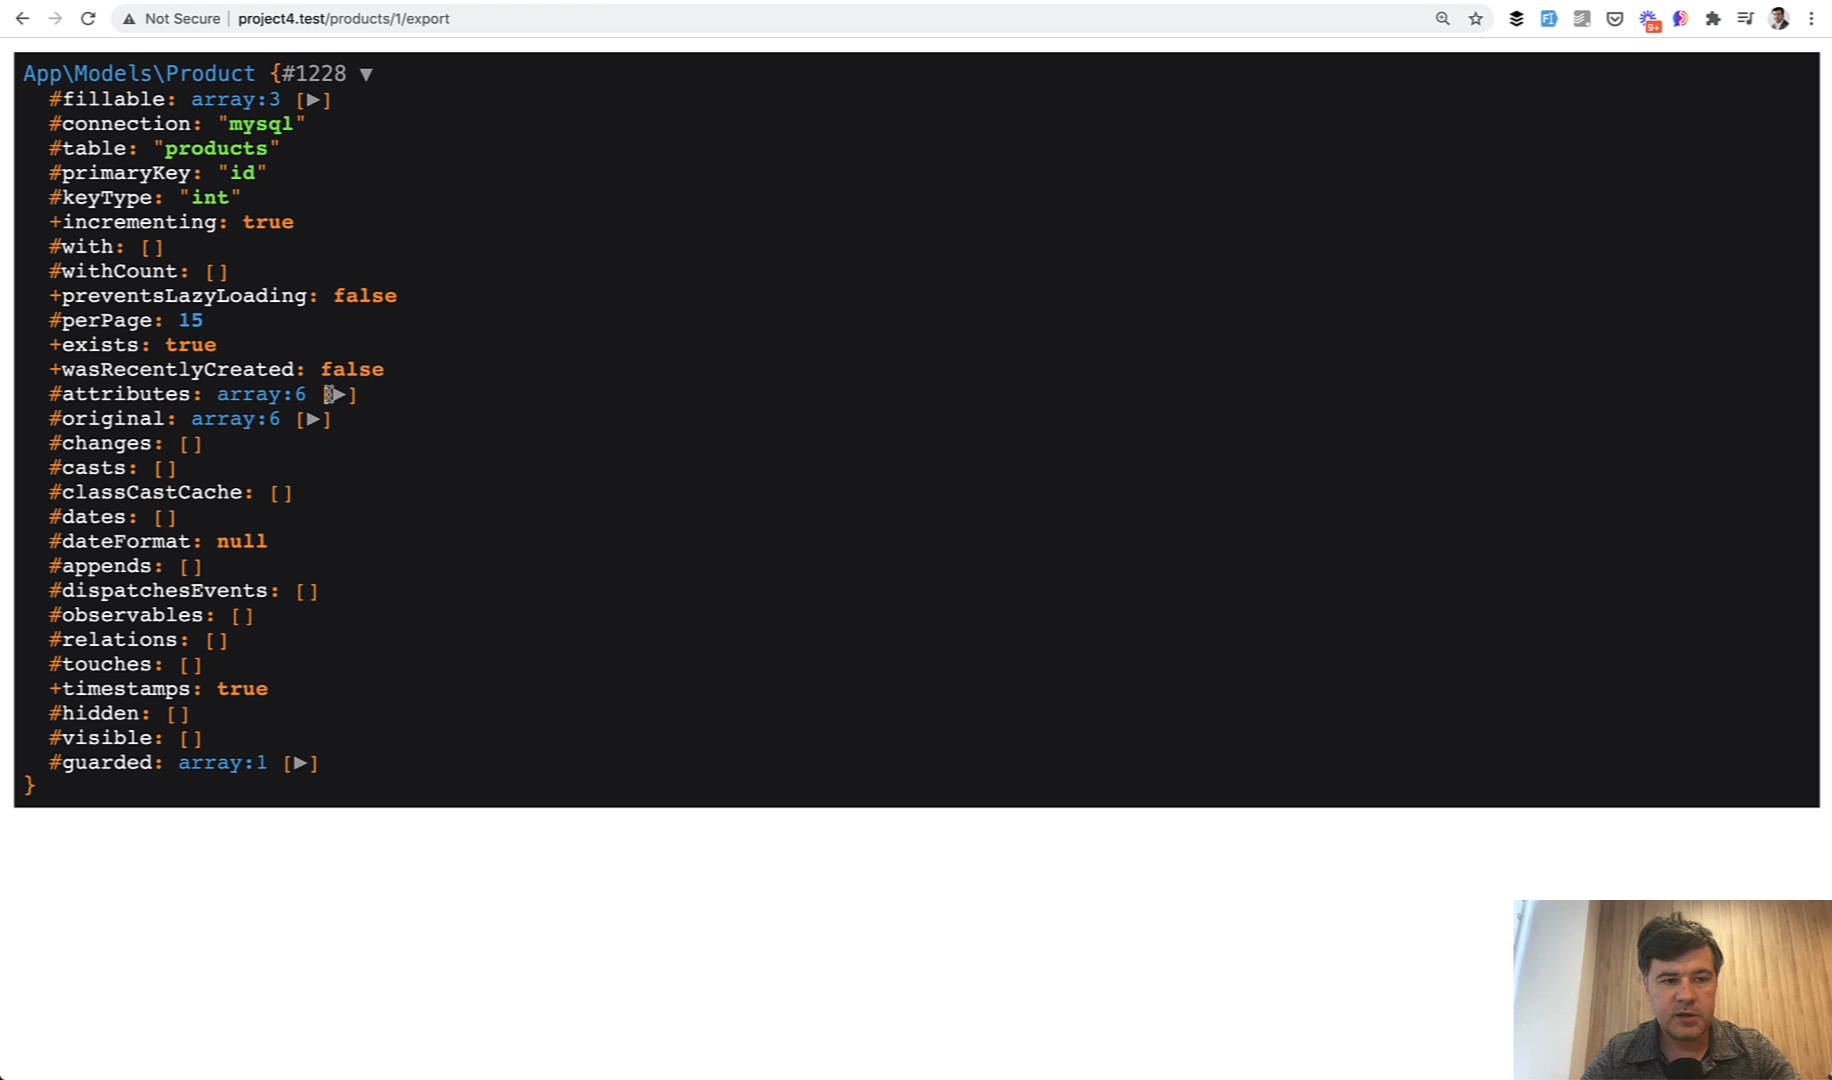 Not Secure project4.test/products/1/export
9+
App\Models\Product {#1228 ▼
#fillable: array:3 [▶]
#connection: "mysql"
#table: "products"
#primaryKey: "id"
#keyType: "int"
+incrementing: true
#with: []
#withCount: []
+preventsLazyLoading: false
#perPage: 15
+exists: true
+wasRecentlyCreated: false
#attributes: array:6 [▶]
#original: array:6 [▶]
#changes: []
#casts: []
#classCastCache: []
#dates: []
#dateFormat: null
#appends: []
#dispatchesEvents: []
#observables: []
#relations: []
#touches: []
+timestamps: true
#hidden: []
#visible: []
#guarded: array:1 [▶]
}